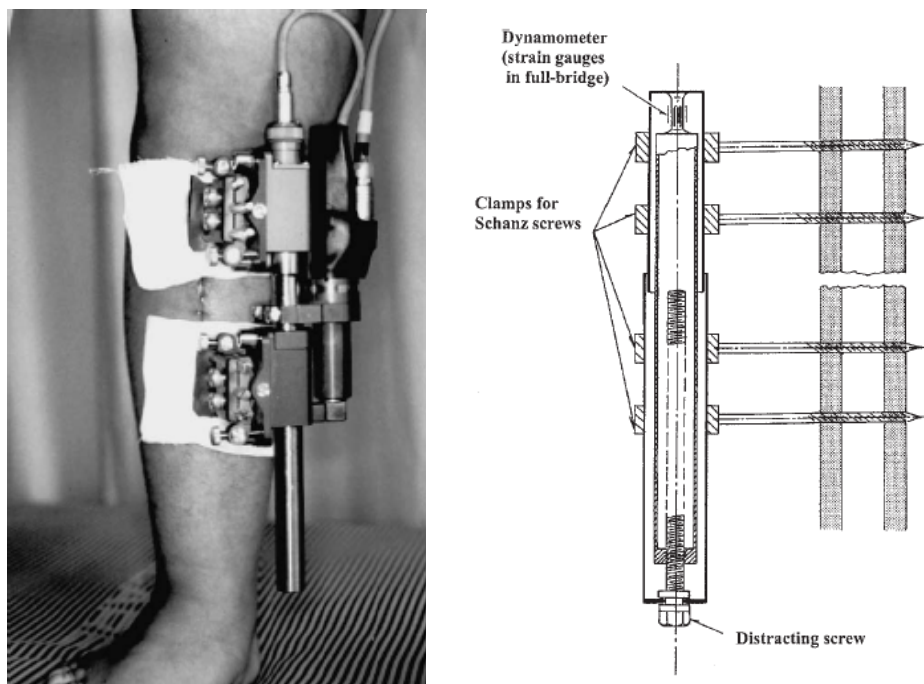 Dynamometer
(strain gauges
in full-bridge)
Clamps for
Schanz screws
Distracting screw